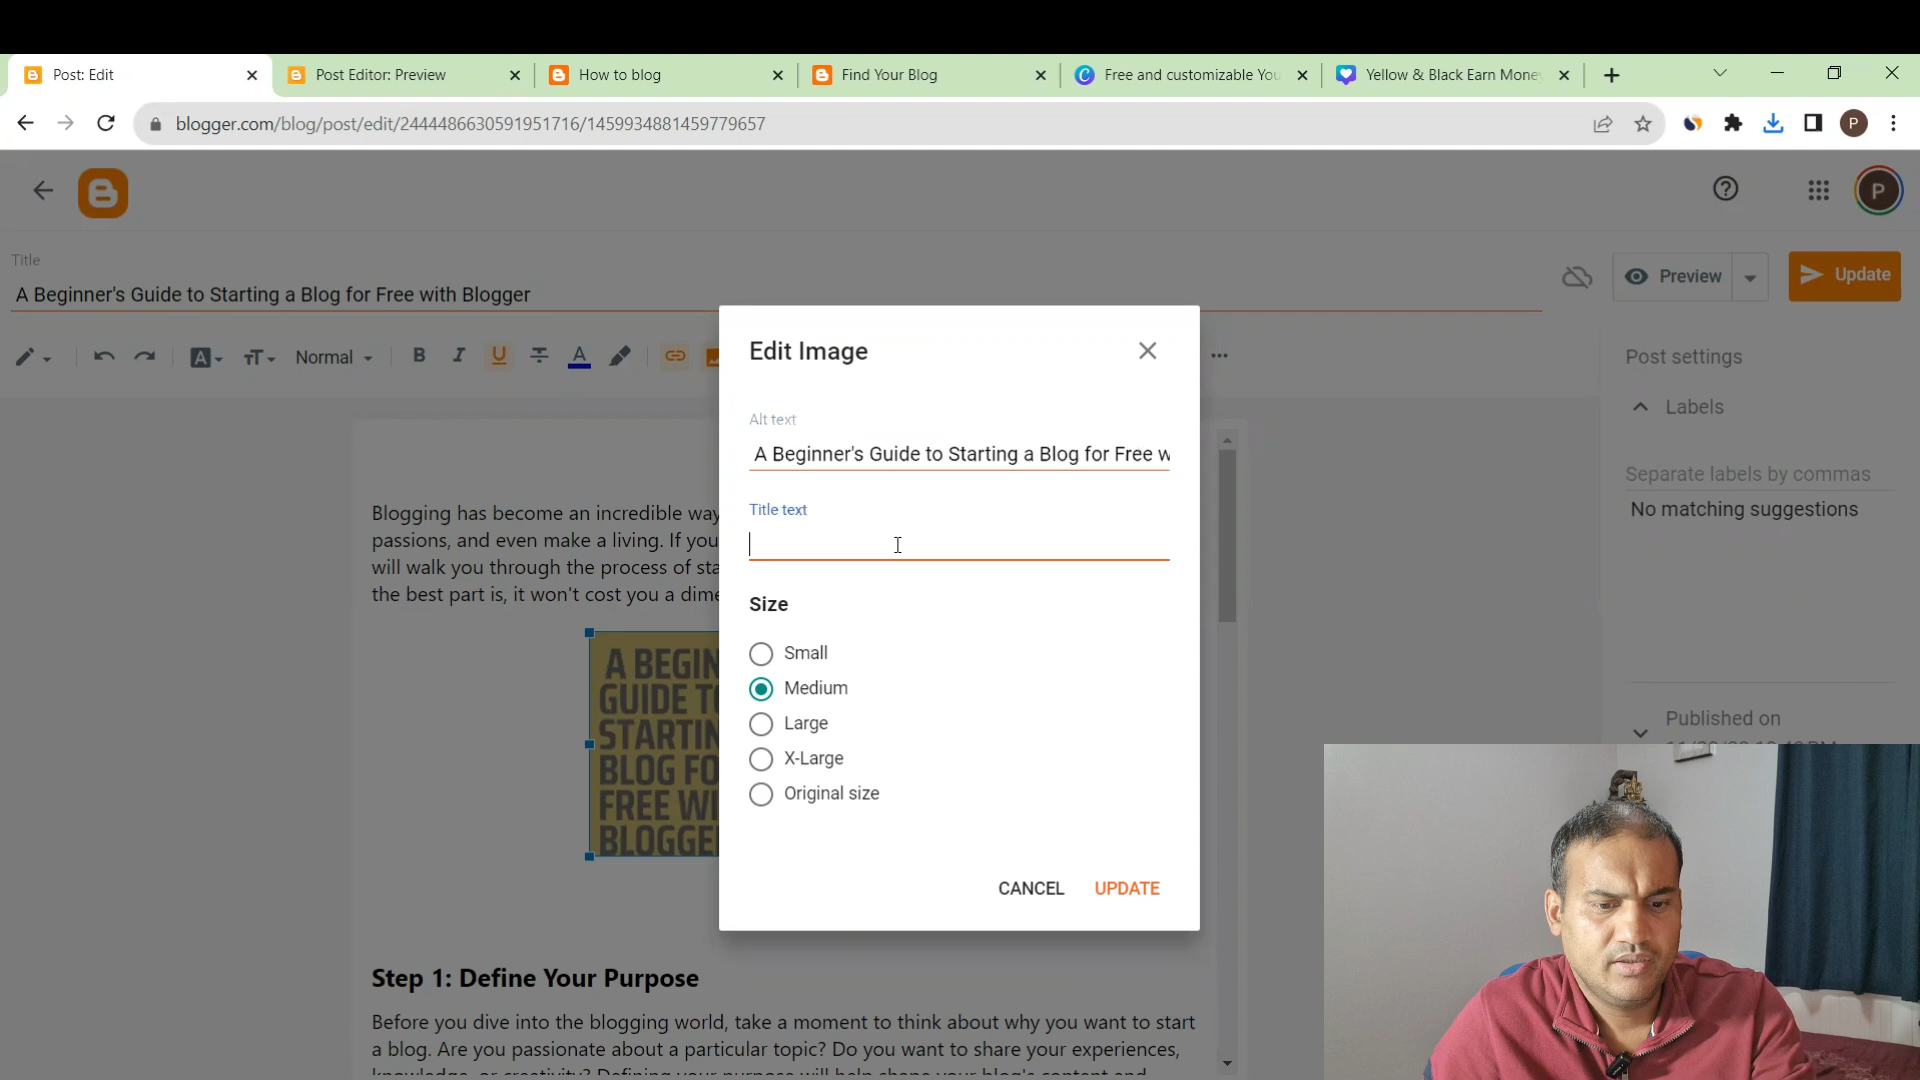 Post: Edit
Post Editor: Preview
How to blog
Find Your Blog
Free and customizable You
Yellow & Black Earn Mone
blogger.com/blog/post/edit/2444486630591951716/1459934881459779657
P
P
Title
A Beginner's Guide to Starting a Blog for Free with Blogger
Preview
Update
Normal
Post settings
Labels
Separate labels by commas
No matching suggestions
Published on
Edit Image
Alt text
A Beginner's Guide to Starting a Blog for Free w
Title text
Size
Small
Medium
Large
X-Large
Original size
CANCEL
UPDATE
Blogging has become an incredible way
passions, and even make a living. If you
will walk you through the process of sta
the best part is, it won't cost you a dime
A BEGIN
GUIDE T
STARTIN
BLOG FO
FREE WI
BLOGGE
Step 1: Define Your Purpose
Before you dive into the blogging world, take a moment to think about why you want to start
a blog. Are you passionate about a particular topic? Do you want to share your experiences,
knowledge, or creativity? Defining your purpose will help shape your blog's content and